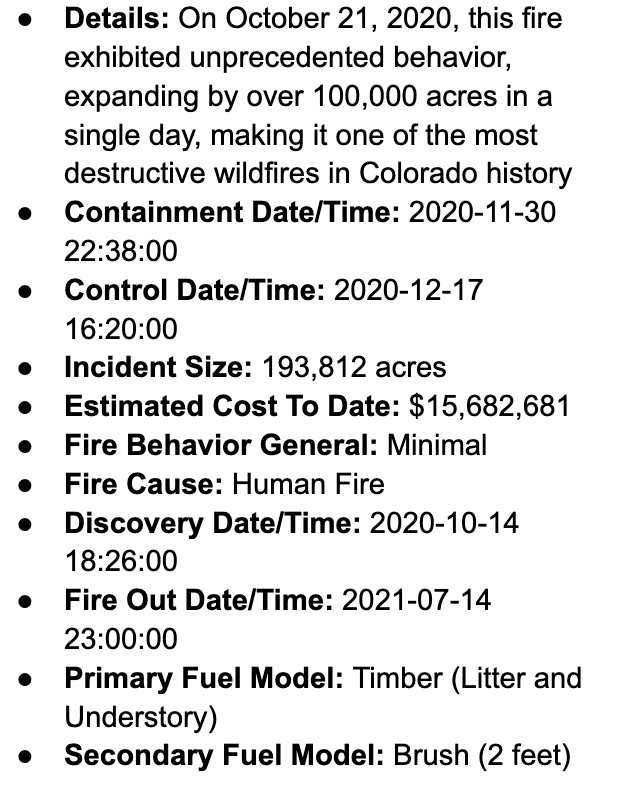 ● Details: On October 21, 2020, this fire
exhibited unprecedented behavior,
expanding by over 100,000 acres in a
single day, making it one of the most
destructive wildfires in Colorado history
● Containment Date/Time: 2020-11-30
22:38:00
● Control Date/Time: 2020-12-17
16:20:00
● Incident Size: 193,812 acres
● Estimated Cost To Date: $15,682,681
● Fire Behavior General: Minimal
● Fire Cause: Human Fire
● Discovery Date/Time: 2020-10-14
18:26:00
● Fire Out Date/Time: 2021-07-14
23:00:00
● Primary Fuel Model: Timber (Litter and
Understory)
● Secondary Fuel Model: Brush (2 feet)